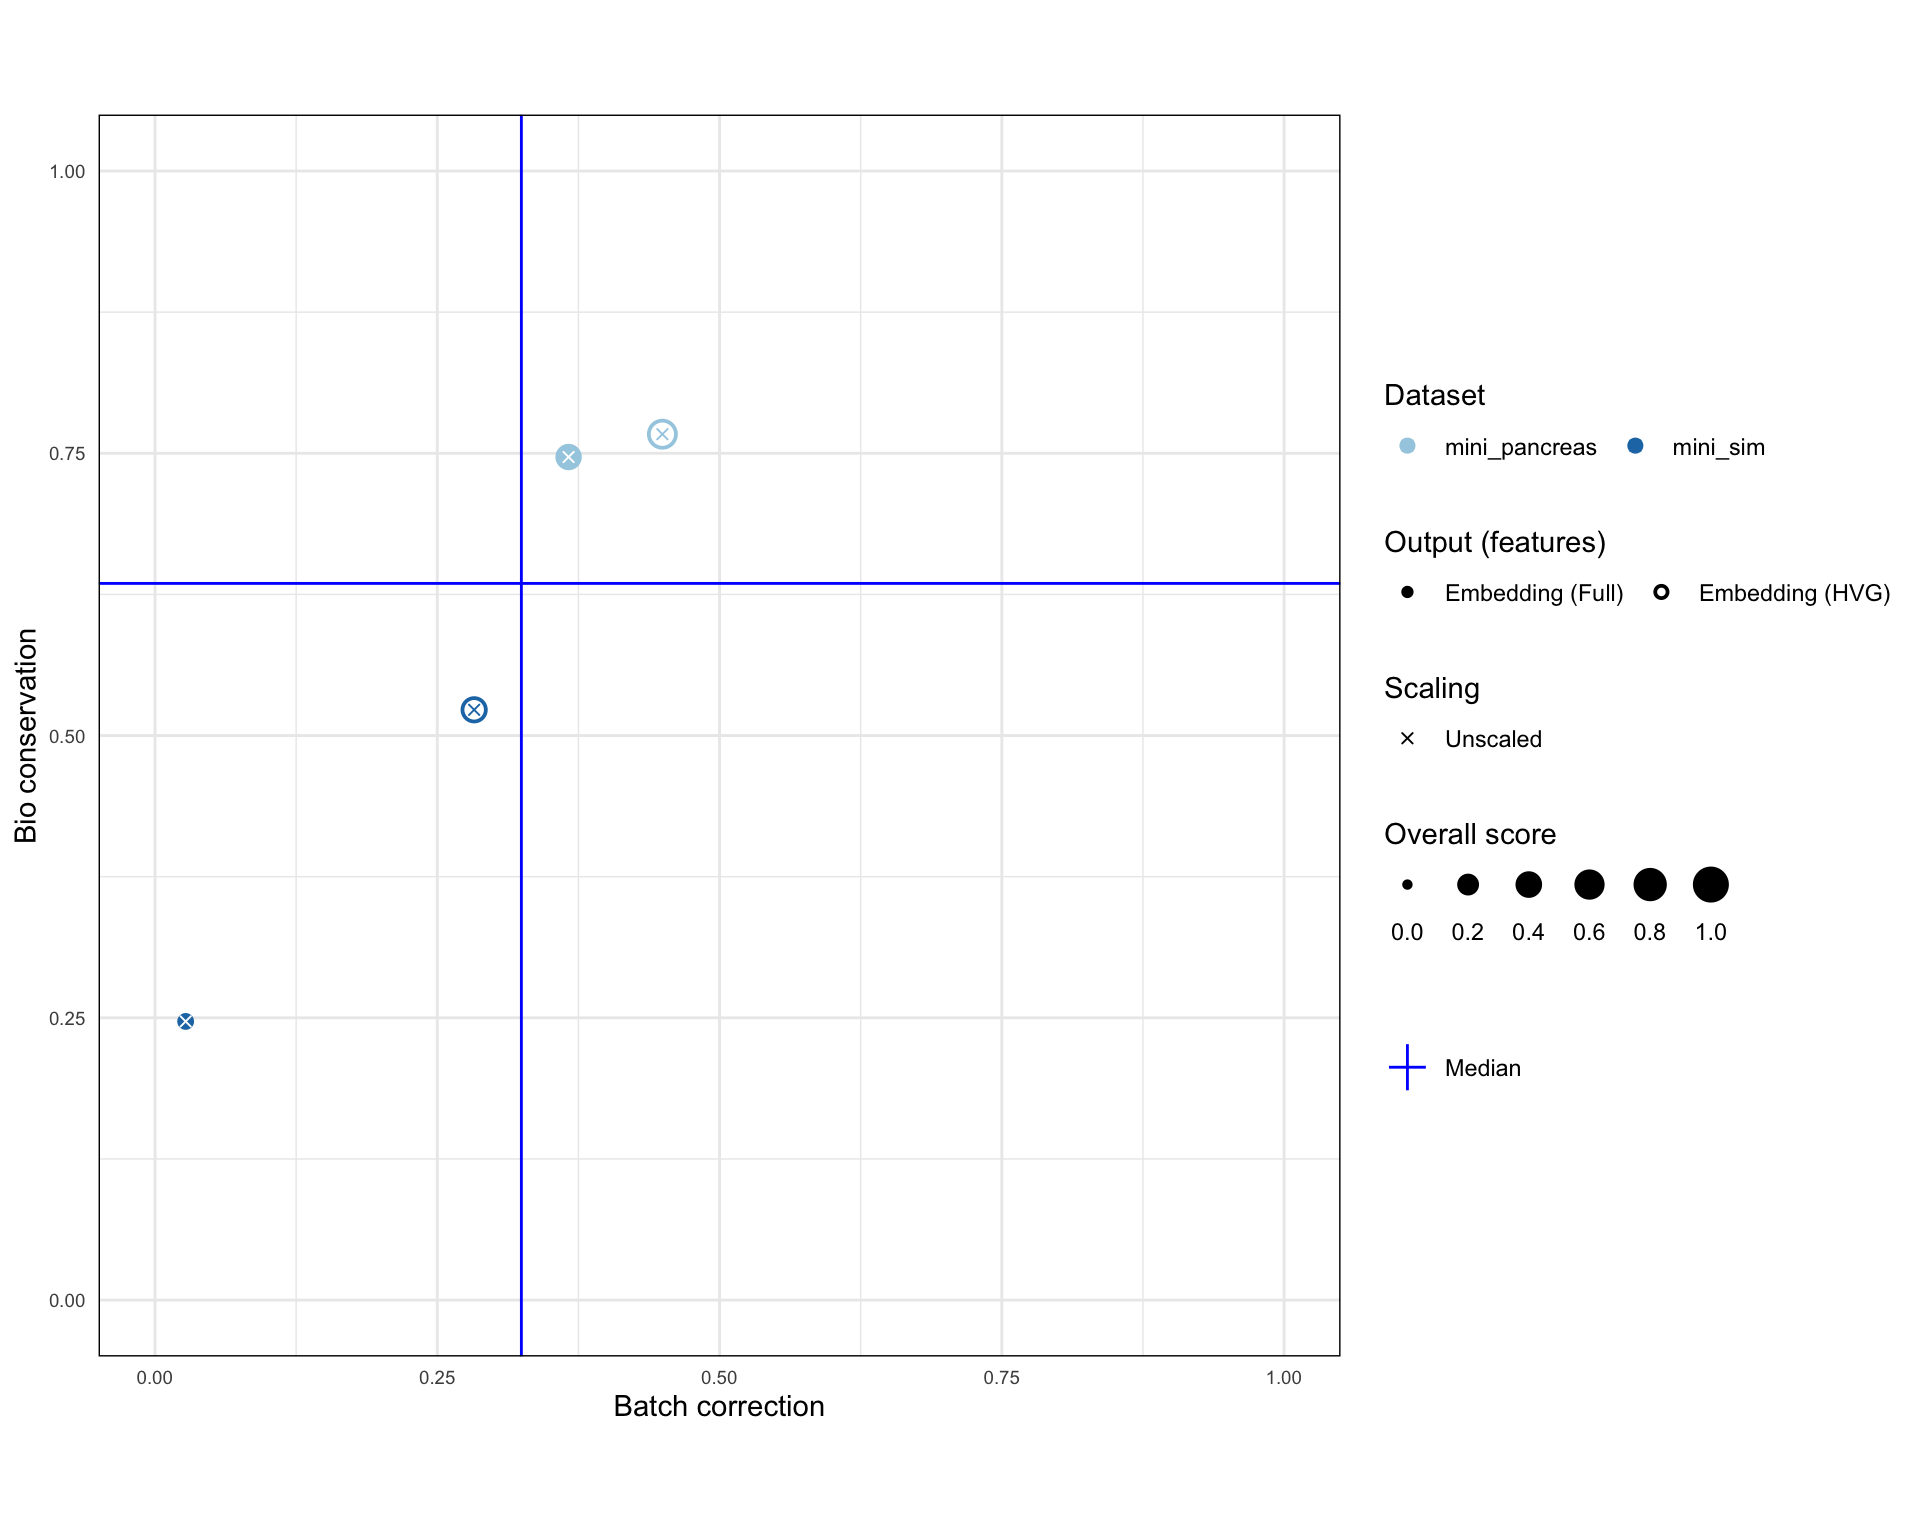 1.00
0.75
0.50
0.25
0.00
Bio conservation
0.00 0.25 0.50 0.75 1.00
Batch correction
Dataset
mini_pancreas mini_sim
Output (features)
Embedding (Full) Embedding (HVG)
Scaling
Unscaled
Overall score
0.0 0.2 0.4 0.6 0.8 1.0
Median